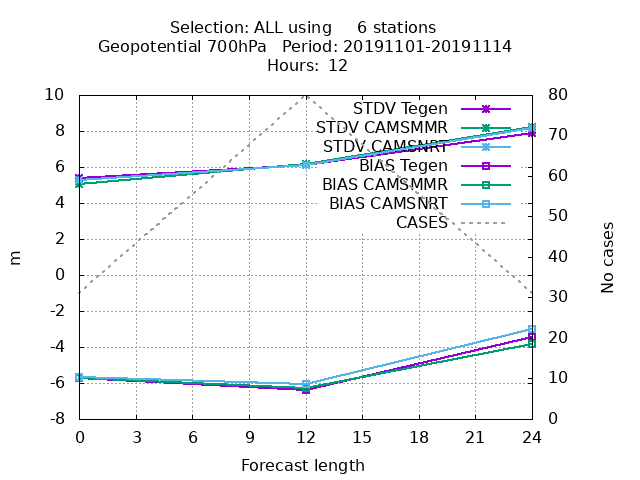 Selection: ALL using 6 stations
Geopotential 700hPa Period: 20191101-20191114
Hours: 12
10
8
6
4
2
0
-2
-4
-6
-8
m
STDV Tegen
STDV CAMSMMR
STDV CAMSNRT
BIAS Tegen
BIAS CAMSMMR
BIAS CAMSNRT
CASES
80
70
60
50
40
30
20
10
0
No cases
0 3 6 9 12 15 18 21 24
Forecast length